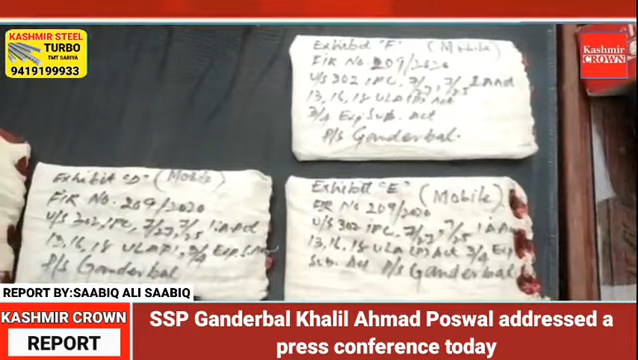 KASHMIR STEEL
TURBO
TMT SARIYA
9419199933
Kashmir
CROWN
Exhibit "F" (Mobile)
FIR No. 209/2020
U/S 302 IPC, 7/27, 7/25 I.A Act
13, 16, 18 ULA (P) Act
3/4 Exp. Sub. Act
P/S Ganderbal.
Exhibit "D" (Mobile)
FIR No. 209/2020
U/S 302, IPC, 7/27, 7/25 I.A Act
13, 16, 18 ULAP, 3/4 Exp. S. Act
P/S Ganderbal
Exhibit "E" (Mobile)
FIR No. 209/2020
U/S 302 IPC, 7/27, 7/25 I A Act
13, 16, 18 ULA (P) Act 3/4 Exp
Sub. Act P/S Ganderbal
REPORT BY:SAABIQ ALI SAABIQ
KASHMIR CROWN
REPORT
SSP Ganderbal Khalil Ahmad Poswal addressed a
press conference today